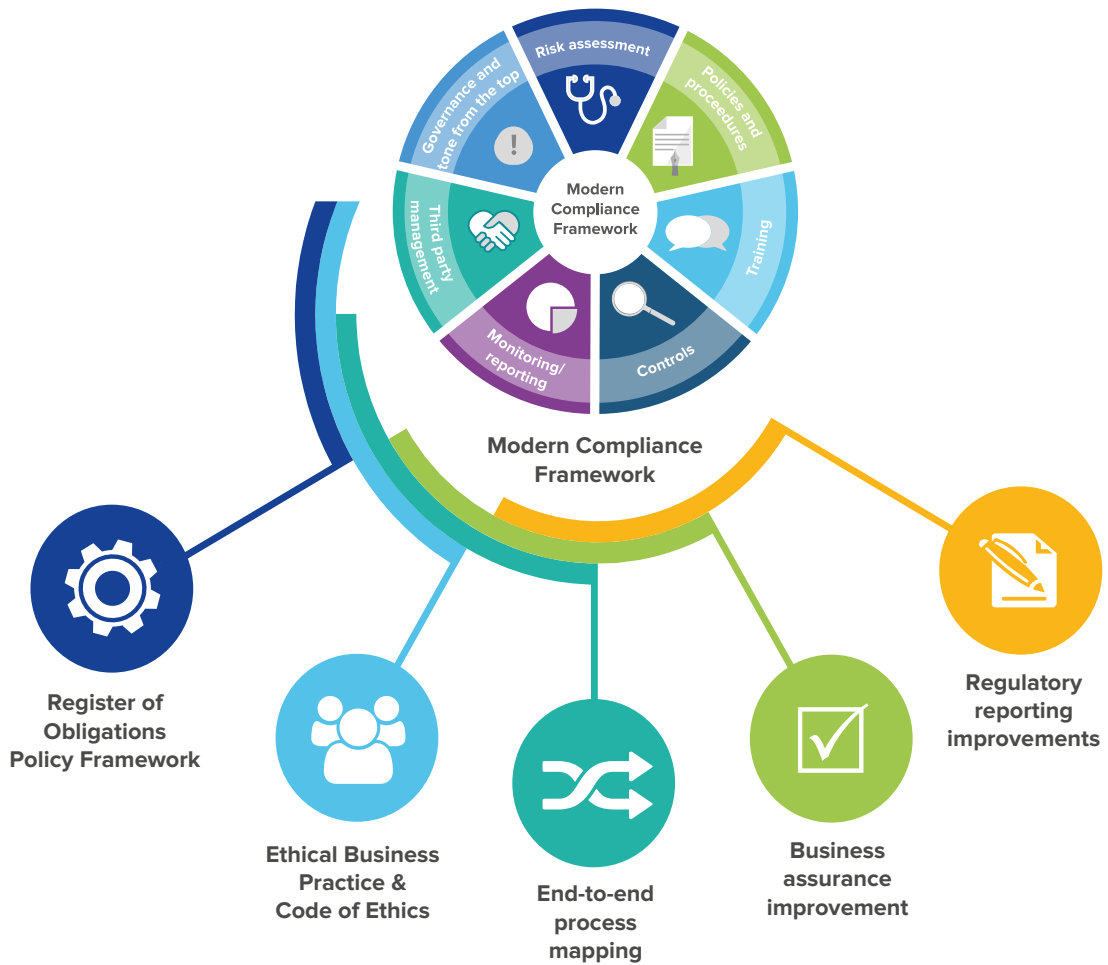 Risk assessment
Policies and
proceedures
Training
Controls
Monitoring/
reporting
Third party
management
Governance and
tone from the top
Modern
Compliance
Framework
Modern Compliance
Framework
Register of
Obligations
Policy Framework
Ethical Business
Practice &
Code of Ethics
End-to-end
process
mapping
Business
assurance
improvement
Regulatory
reporting
improvements